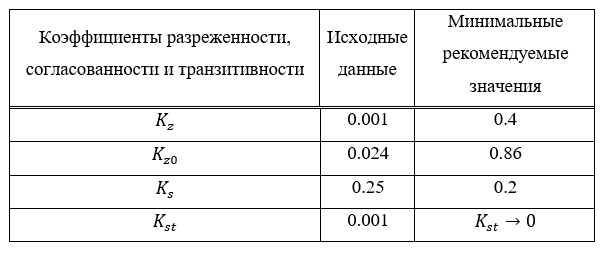 Коэффициенты разреженности,
согласованности и транзитивности
Исходные
данные
Минимальные
рекомендуемые
значения
K_z 0.001 0.4
K_{z0} 0.024 0.86
K_s 0.25 0.2
K_{st} 0.001 K_{st} → 0